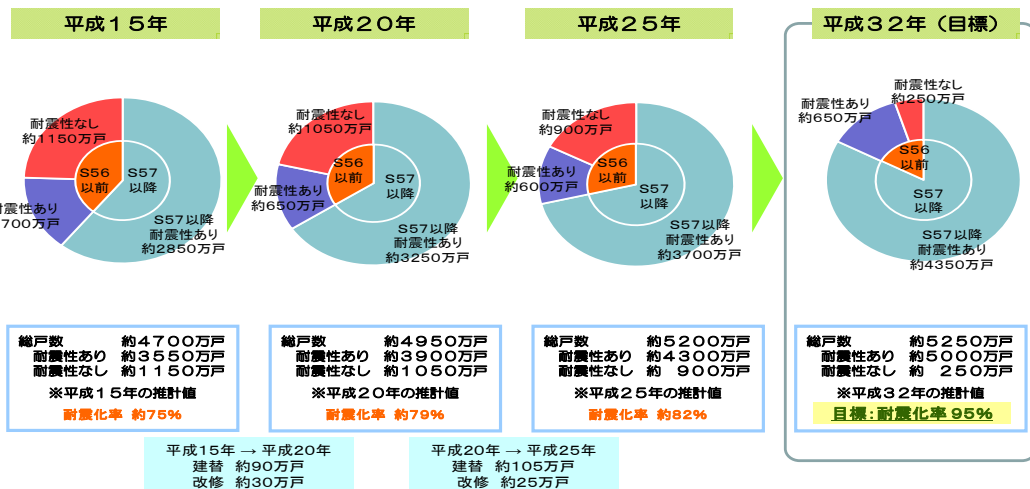 平成15年
平成20年
平成25年
平成32年（目標）
耐震性なし
約1150万戸
S56
以前
S57
以降
耐震性あり
700万戸
S57以降
耐震性あり
約2850万戸
耐震性なし
約1050万戸
S56
以前
S57
以降
耐震性あり
約650万戸
S57以降
耐震性あり
約3250万戸
耐震性なし
約900万戸
S56
以前
S57
以降
耐震性あり
約600万戸
S57以降
耐震性あり
約3700万戸
耐震性なし
約250万戸
耐震性あり
約650万戸
S56
以前
S57
以降
S57以降
耐震性あり
約4350万戸
総戸数 約4700万戸
耐震性あり 約3550万戸
耐震性なし 約1150万戸
※平成15年の推計値
耐震化率 約75%
総戸数 約4950万戸
耐震性あり 約3900万戸
耐震性なし 約1050万戸
※平成20年の推計値
耐震化率 約79%
総戸数 約5200万戸
耐震性あり 約4300万戸
耐震性なし 約 900万戸
※平成25年の推計値
耐震化率 約82%
総戸数 約5250万戸
耐震性あり 約5000万戸
耐震性なし 約 250万戸
※平成32年の推計値
目標：耐震化率 95%
平成15年 → 平成20年
建替 約90万戸
改修 約30万戸
平成20年 → 平成25年
建替 約105万戸
改修 約25万戸